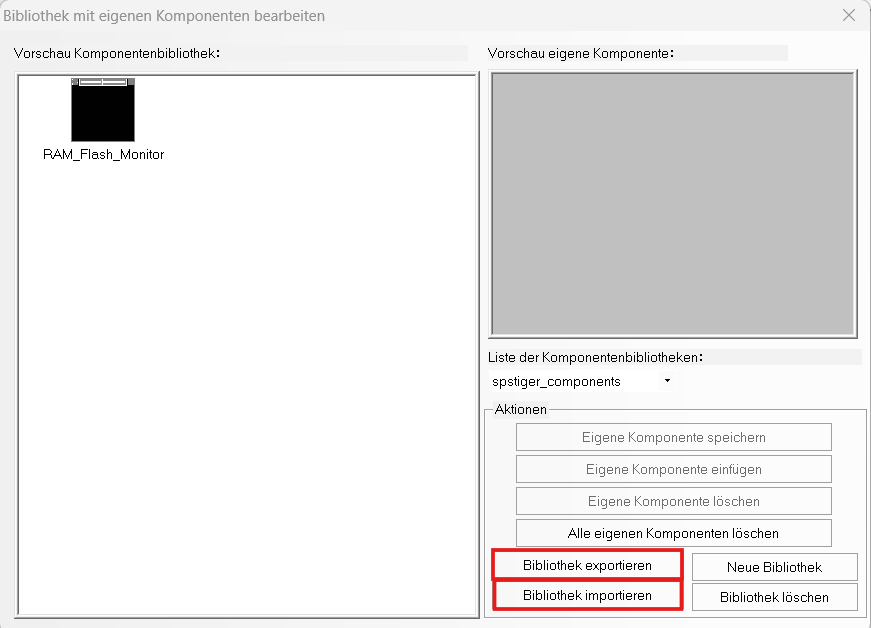 Bibliothek mit eigenen Komponenten bearbeiten
Vorschau Komponentenbibliothek:
RAM_Flash_Monitor
Vorschau eigene Komponente:
Liste der Komponentenbibliotheken:
spstiger_components
Aktionen
Eigene Komponente speichern
Eigene Komponente einfügen
Eigene Komponente löschen
Alle eigenen Komponenten löschen
Bibliothek exportieren
Neue Bibliothek
Bibliothek importieren
Bibliothek löschen